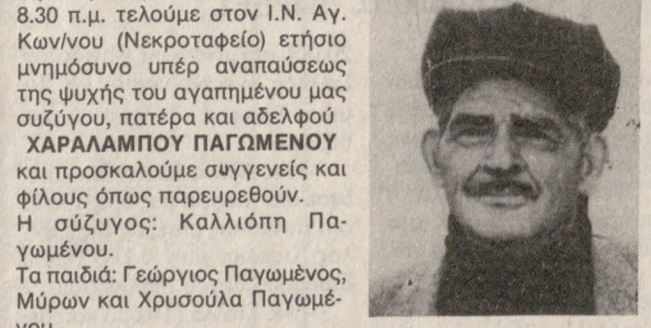 8.30 π.μ. τελούμε στον Ι.Ν. Αγ.
Κων/νου (Νεκροταφείο) ετήσιο
μνημόσυνο υπέρ αναπαύσεως
της ψυχής του αγαπημένου μας
συζύγου, πατέρα και αδελφού
ΧΑΡΑΛΑΜΠΟΥ ΠΑΓΩΜΕΝΟΥ
και προσκαλούμε συγγενείς και
φίλους όπως παρευρεθούν.
Η σύζυγος: Καλλιόπη Πα-
γωμένου.
Τα παιδιά: Γεώργιος Παγωμὲνος,
Μύρων και Χρυσούλα Παγωμέ-
νου